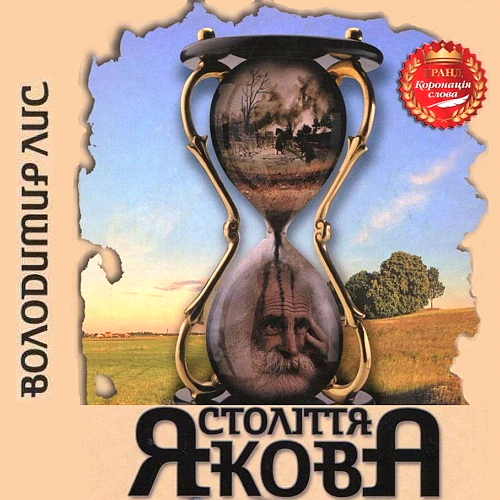 ВОЛОДИМИР ЛИС
ГРАНД
Коронація
слова
СТОЛІТТЯ
ЯКОВА